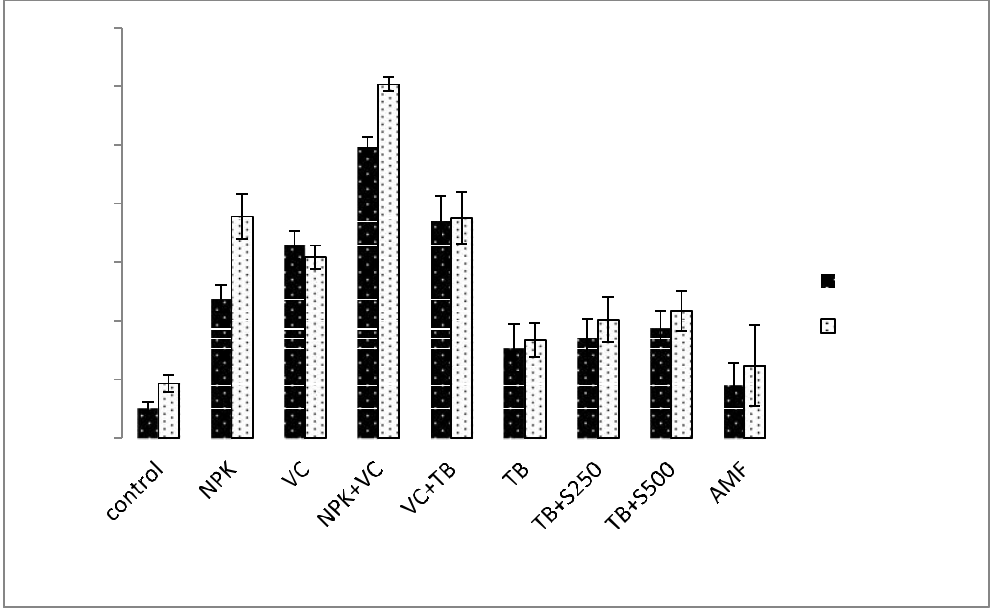 control
NPK
VC
NPK+VC
VC+TB
TB
TB+S250
TB+S500
AMF